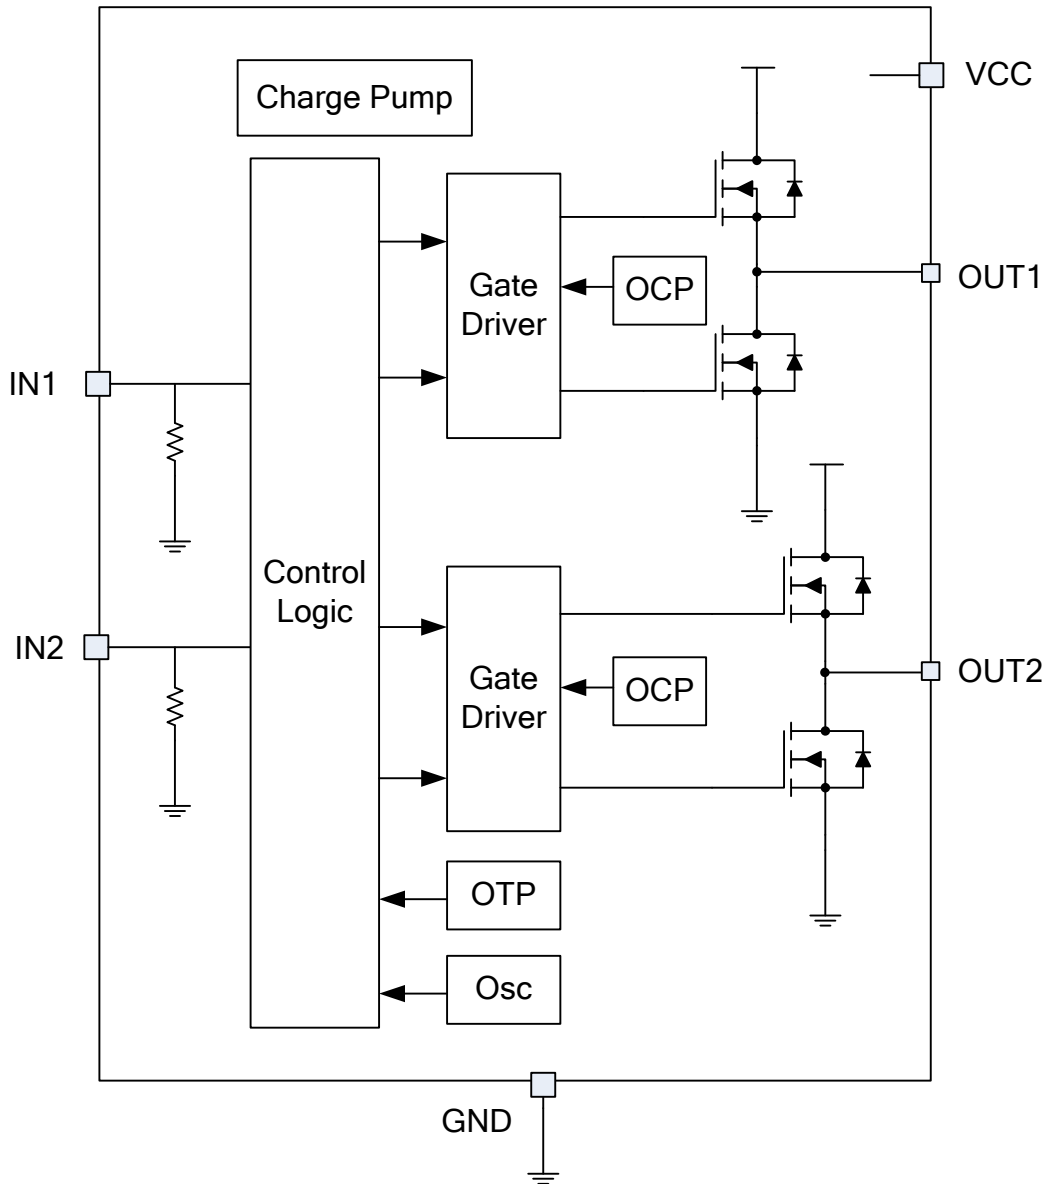 VCC
Charge Pump
OUT1
Gate
Driver
OCP
IN1
Control
Logic
IN2
Gate
Driver
OCP
OUT2
OTP
Osc
GND